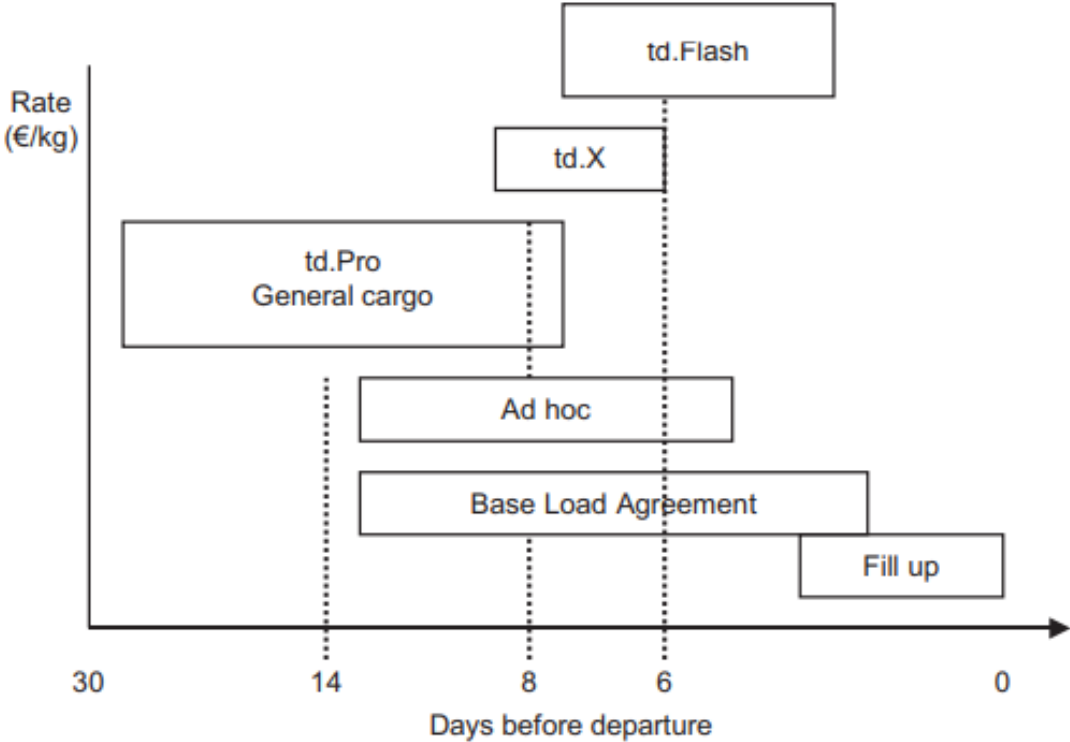 td.Flash
Rate
(€/kg)
td.X
td.Pro
General cargo
Ad hoc
Base Load Agreement
Fill up
30 14 8 6 0
Days before departure